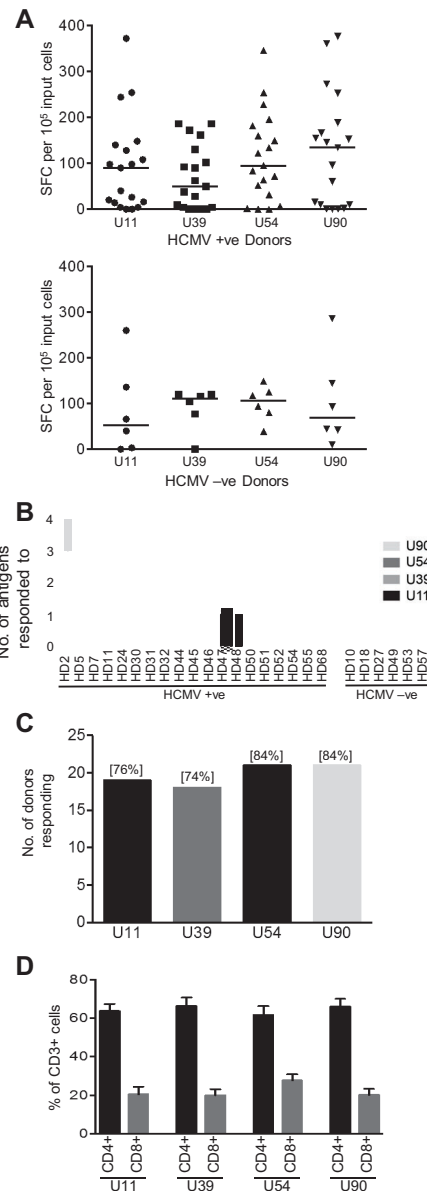 A
400
300
200
100
0
SFC per 10⁵ input cells
U11 U39 U54 U90
HCMV +ve Donors
400
300
200
100
0
SFC per 10⁵ input cells
U11 U39 U54 U90
HCMV –ve Donors
B
4
3
2
1
0
No. of antigens
responded to
U90
U54
U39
U11
HD2 HD5 HD7 HD11 HD24 HD30 HD31 HD32 HD44 HD45 HD46 HD47 HD48 HD50 HD51 HD52 HD54 HD55 HD68 HD10 HD18 HD27 HD49 HD53 HD57
HCMV +ve HCMV –ve
C
25
20
15
10
5
0
No. of donors
responding
[76%] [74%] [84%] [84%]
U11 U39 U54 U90
D
80
60
40
20
0
% of CD3+ cells
CD4+ CD8+ CD4+ CD8+ CD4+ CD8+ CD4+ CD8+
U11 U39 U54 U90